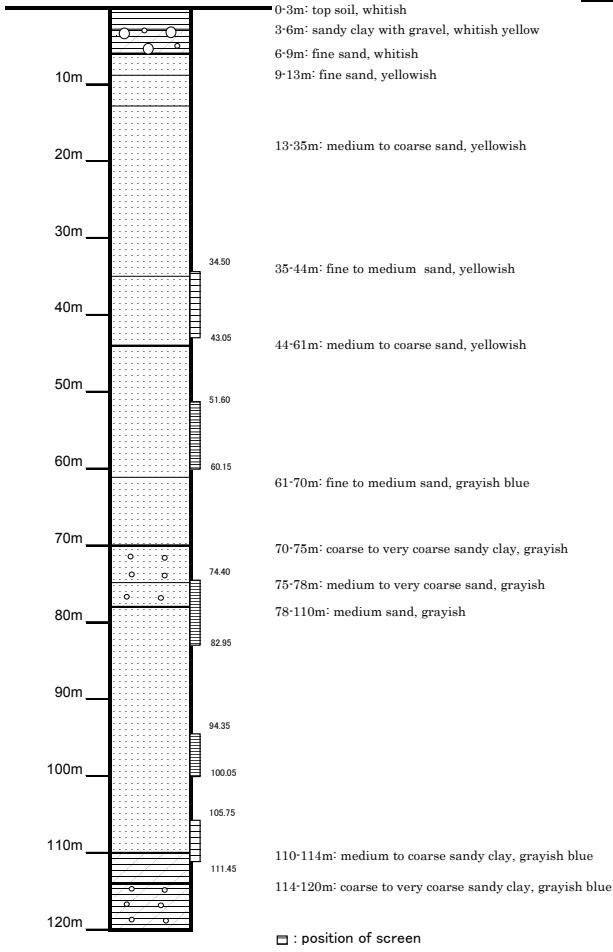 0-3m: top soil, whitish
3-6m: sandy clay with gravel, whitish yellow
6-9m: fine sand, whitish
10m
9-13m: fine sand, yellowish
20m
13-35m: medium to coarse sand, yellowish
30m
34.50
35-44m: fine to medium sand, yellowish
40m
43.05
44-61m: medium to coarse sand, yellowish
50m
51.60
60m
60.15
61-70m: fine to medium sand, grayish blue
70m
70-75m: coarse to very coarse sandy clay, grayish
74.40
75-78m: medium to very coarse sand, grayish
78-110m: medium sand, grayish
80m
82.95
90m
94.35
100m
100.05
105.75
110m
110-114m: medium to coarse sandy clay, grayish blue
111.45
114-120m: coarse to very coarse sandy clay, grayish blue
120m
: position of screen